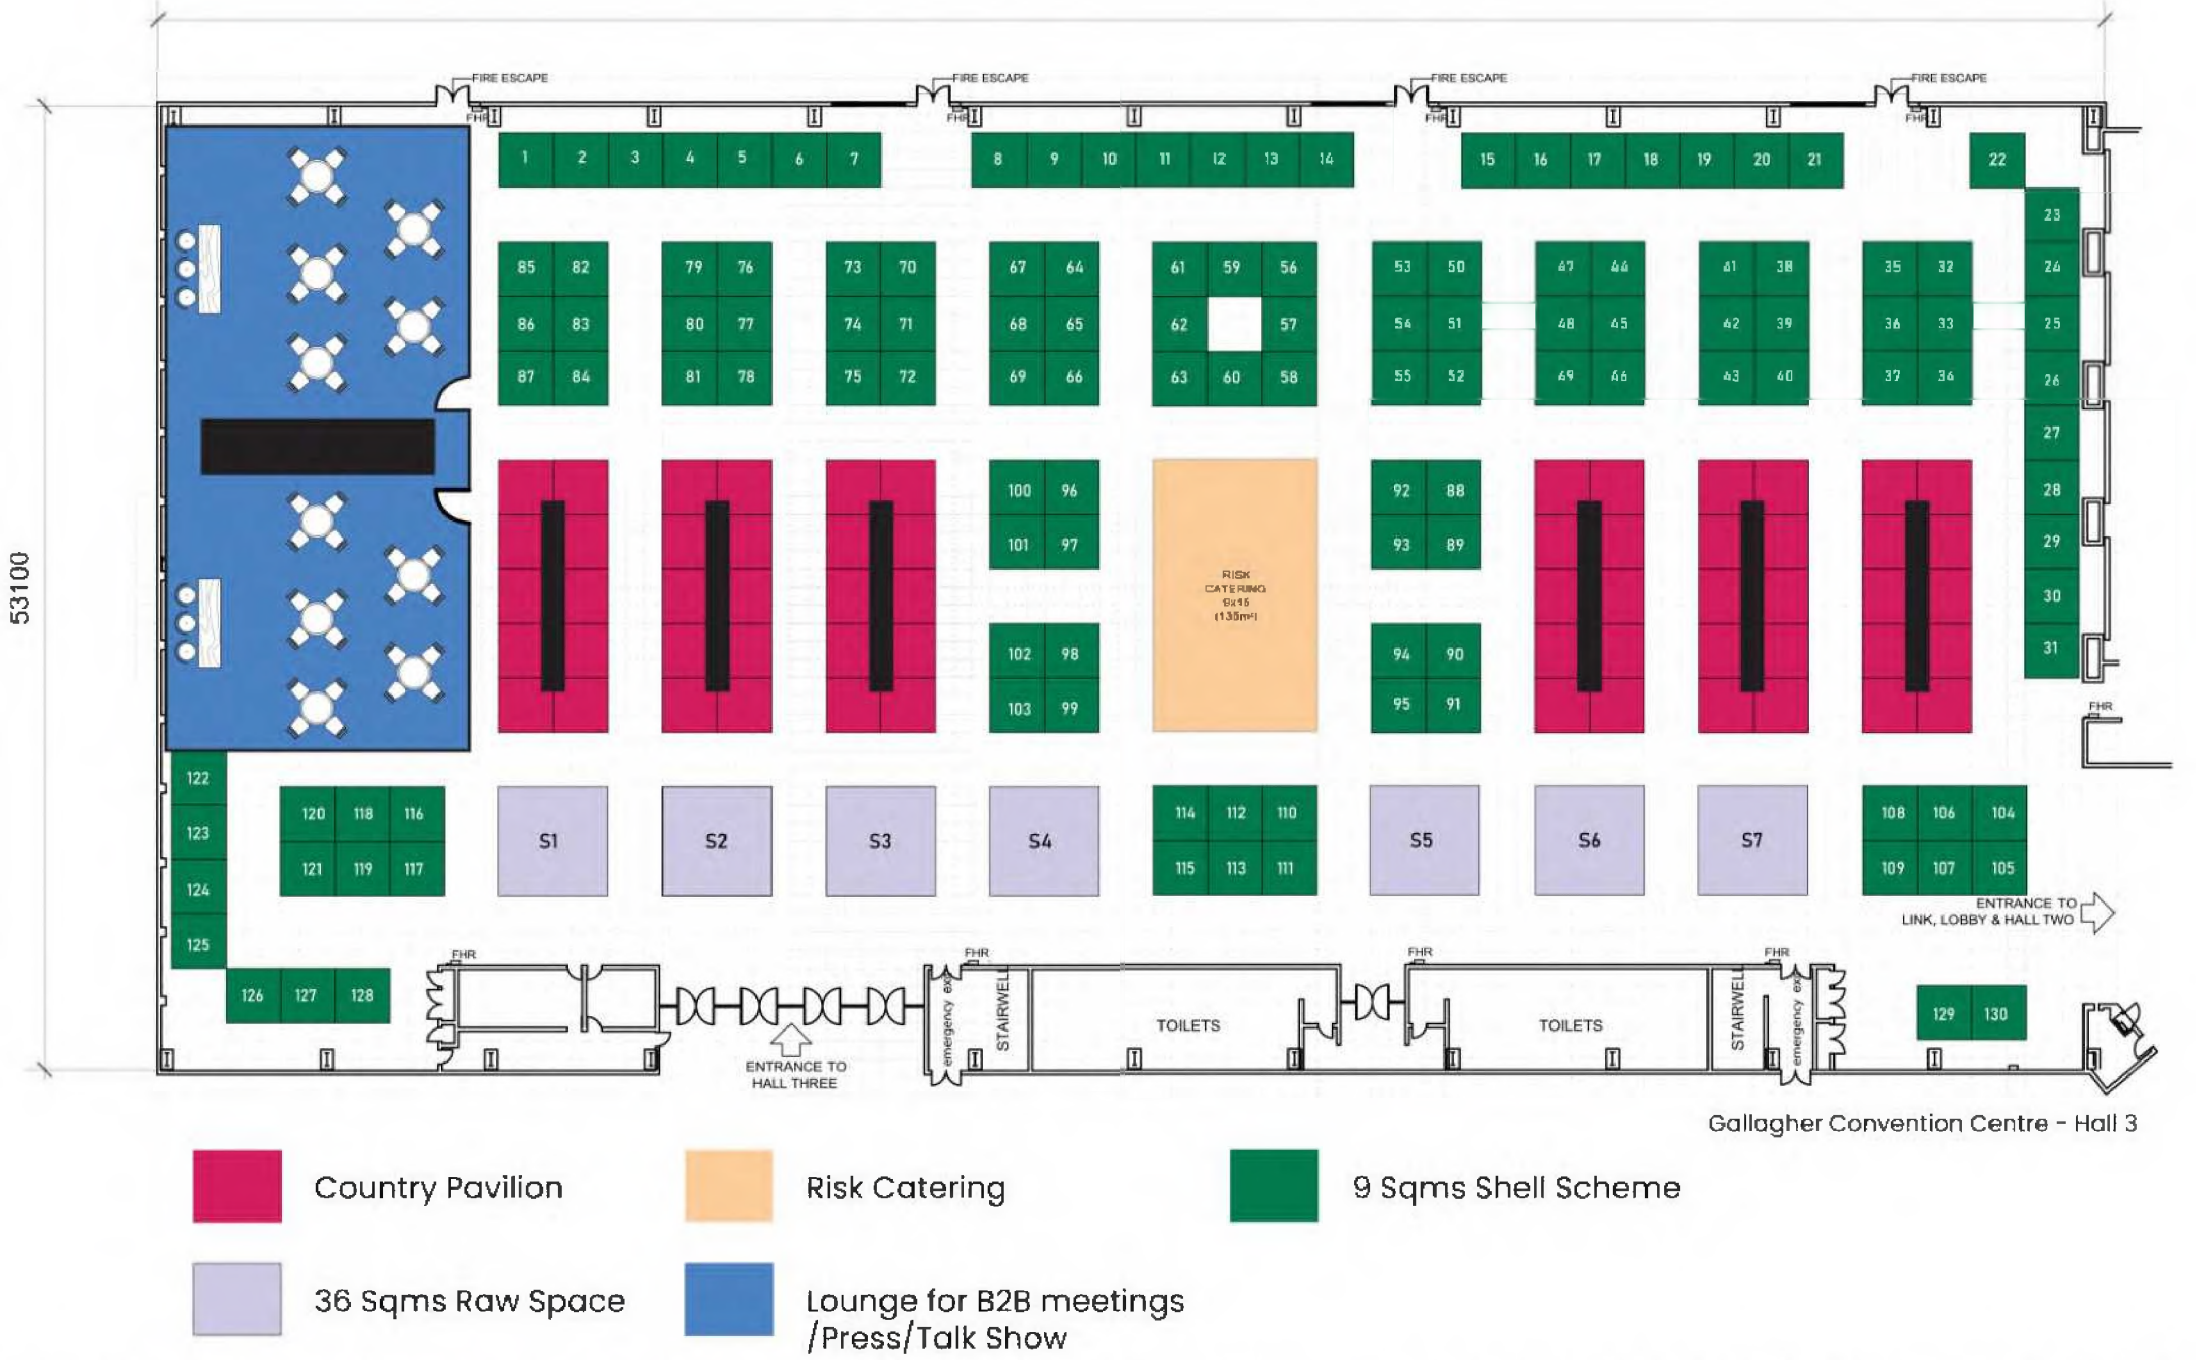 FIRE ESCAPE
FIRE ESCAPE
FIRE ESCAPE
FIRE ESCAPE
FHR
FHR
FHR
FHR
1 2 3 4 5 6 7
8 9 10 11 12 13 14
15 16 17 18 19 20 21
22
23
24
25
26
27
28
29
30
31
85 82
86 83
87 84
79 76
80 77
81 78
73 70
74 71
75 72
67 64
68 65
69 66
61 59 56
62 57
63 60 58
53 50
54 51
55 52
47 44
48 45
49 46
41 38
42 39
43 40
35 32
36 33
37 34
53100
100 96
101 97
102 98
103 99
RISK
CATERING
9x15
(135m²)
92 88
93 89
94 90
95 91
FHR
122
123
124
125
120 118 116
121 119 117
S1
S2
S3
S4
114 112 110
115 113 111
S5
S6
S7
108 106 104
109 107 105
ENTRANCE TO
LINK, LOBBY & HALL TWO
126 127 128
FHR
FHR
FHR
FHR
emergency
STAIRWELL
TOILETS
TOILETS
STAIRWELL
emergency
129 130
ENTRANCE TO
HALL THREE
Gallagher Convention Centre - Hall 3
Country Pavilion
Risk Catering
9 Sqms Shell Scheme
36 Sqms Raw Space
Lounge for B2B meetings
/Press/Talk Show